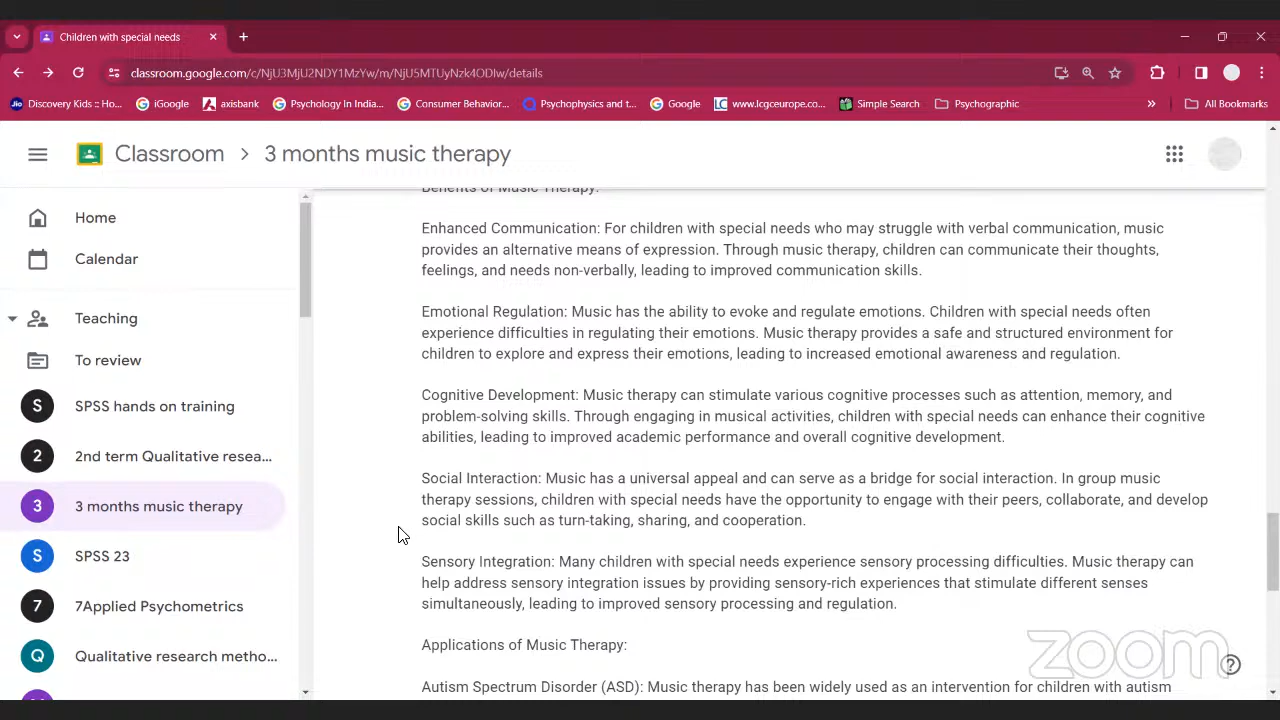 Children with special needs
classroom.google.com/c/NjU3MjU2NDY1MzYw/m/NjU5MTUyNzk4ODIw/details
Discovery Kids :: Ho...
iGoogle
axisbank
Psychology In India...
Consumer Behavior...
Psychophysics and t...
Google
www.lcgceurope.co...
Simple Search
Psychographic
»
All Bookmarks
Classroom > 3 months music therapy
Home
Calendar
Teaching
To review
S SPSS hands on training
2 2nd term Qualitative resea...
3 3 months music therapy
S SPSS 23
7 7Applied Psychometrics
Q Qualitative research metho...
Benefits of Music Therapy:
Enhanced Communication: For children with special needs who may struggle with verbal communication, music
provides an alternative means of expression. Through music therapy, children can communicate their thoughts,
feelings, and needs non-verbally, leading to improved communication skills.
Emotional Regulation: Music has the ability to evoke and regulate emotions. Children with special needs often
experience difficulties in regulating their emotions. Music therapy provides a safe and structured environment for
children to explore and express their emotions, leading to increased emotional awareness and regulation.
Cognitive Development: Music therapy can stimulate various cognitive processes such as attention, memory, and
problem-solving skills. Through engaging in musical activities, children with special needs can enhance their cognitive
abilities, leading to improved academic performance and overall cognitive development.
Social Interaction: Music has a universal appeal and can serve as a bridge for social interaction. In group music
therapy sessions, children with special needs have the opportunity to engage with their peers, collaborate, and develop
social skills such as turn-taking, sharing, and cooperation.
Sensory Integration: Many children with special needs experience sensory processing difficulties. Music therapy can
help address sensory integration issues by providing sensory-rich experiences that stimulate different senses
simultaneously, leading to improved sensory processing and regulation.
Applications of Music Therapy:
Autism Spectrum Disorder (ASD): Music therapy has been widely used as an intervention for children with autism
zoom